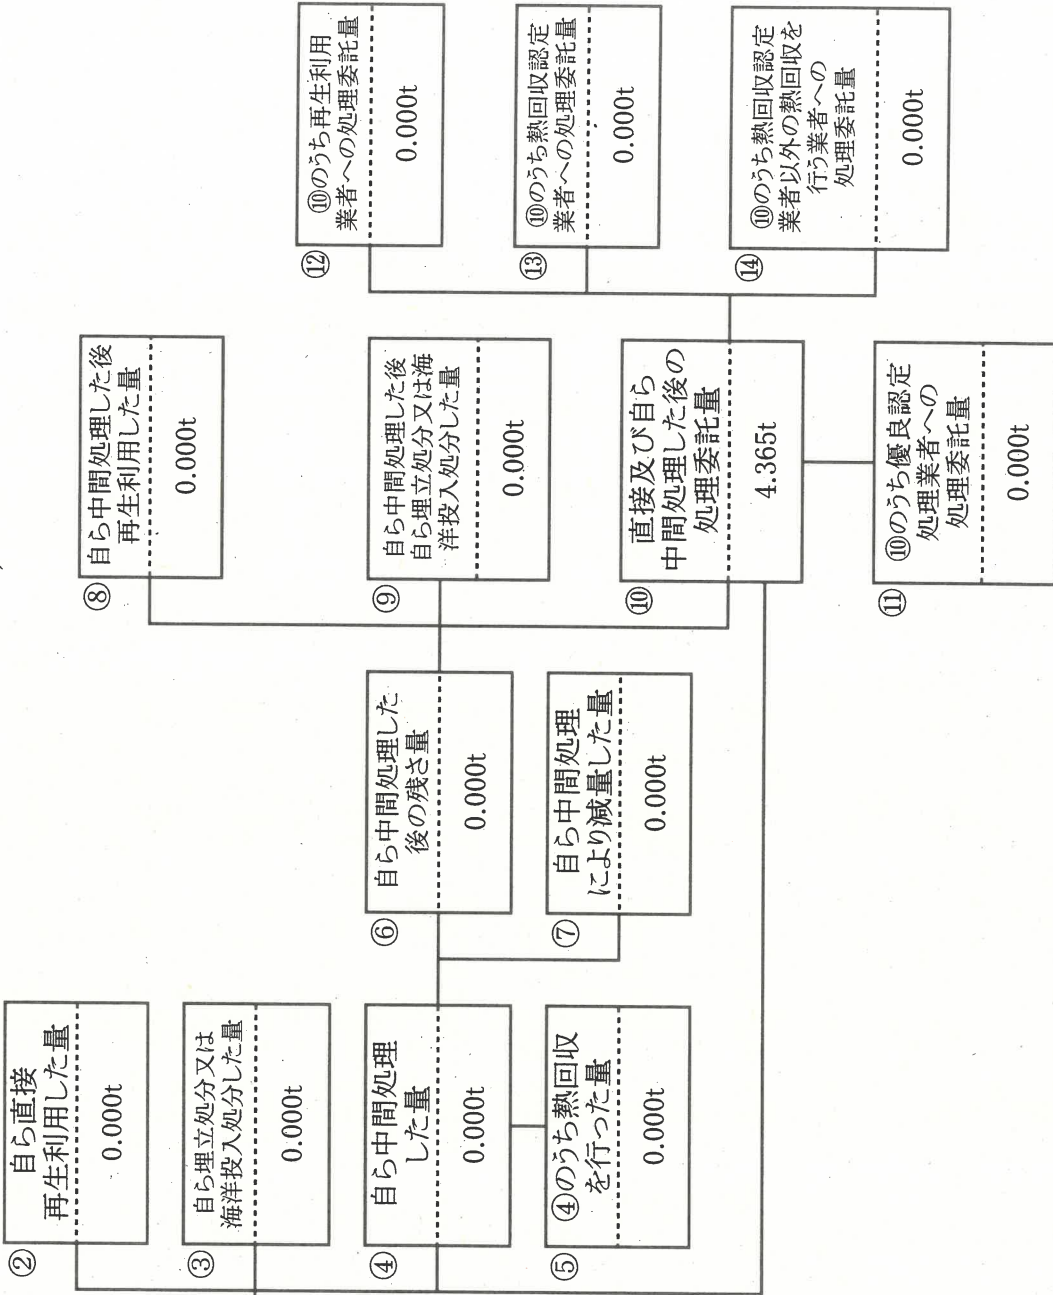 ②
自ら直接
再生利用した量
0.000t
③
自ら埋立処分又は
海洋投入処分した量
0.000t
④
自ら中間処理
した量
0.000t
⑤
④のうち熱回収
を行った量
0.000t
⑥
自ら中間処理した
後の残さ量
0.000t
⑦
自ら中間処理
により減量した量
0.000t
⑧
自ら中間処理した後
再生利用した量
0.000t
⑨
自ら中間処理した後
自ら埋立処分又は海
洋投入処分した量
0.000t
⑩
直接及び自ら
中間処理した後の
処理委託量
4.365t
⑪
⑩のうち優良認定
処理業者への
処理委託量
0.000t
⑫
⑩のうち再生利用
業者への処理委託量
0.000t
⑬
⑩のうち熱回収認定
業者への処理委託量
0.000t
⑭
⑩のうち熱回収認定
業者以外の熱回収を
行う業者への
処理委託量
0.000t